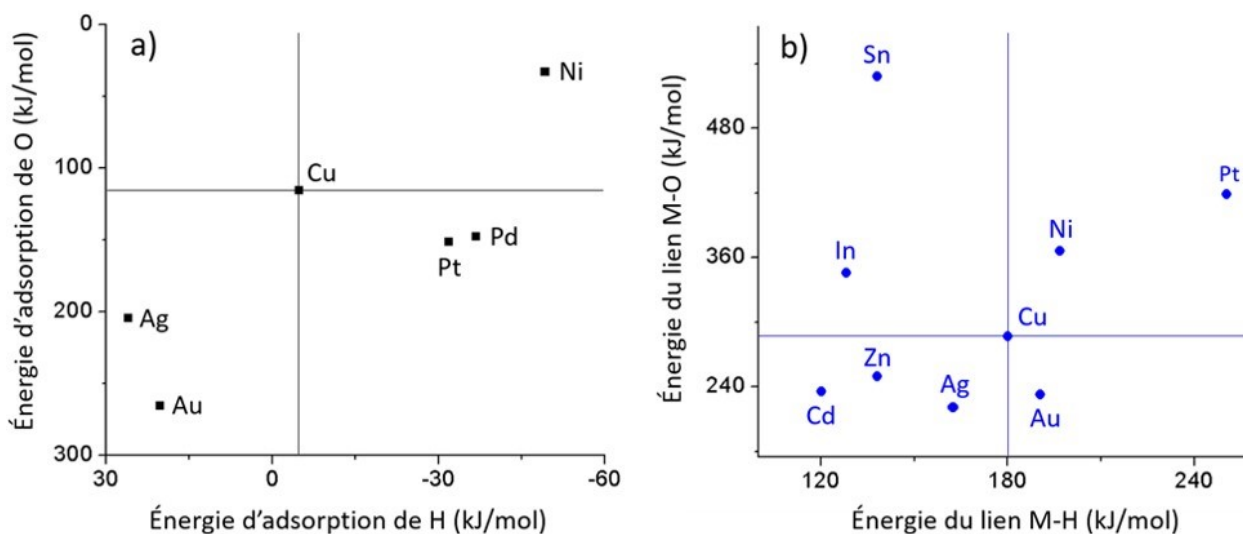 a)
Énergie d’adsorption de O (kJ/mol)
0
100
200
300
Ni
Cu
Pd
Pt
Ag
Au
30
0
-30
-60
Énergie d’adsorption de H (kJ/mol)
b)
Énergie du lien M-O (kJ/mol)
480
360
240
Sn
Pt
Ni
In
Cu
Zn
Ag
Cd
Au
120
180
240
Énergie du lien M-H (kJ/mol)